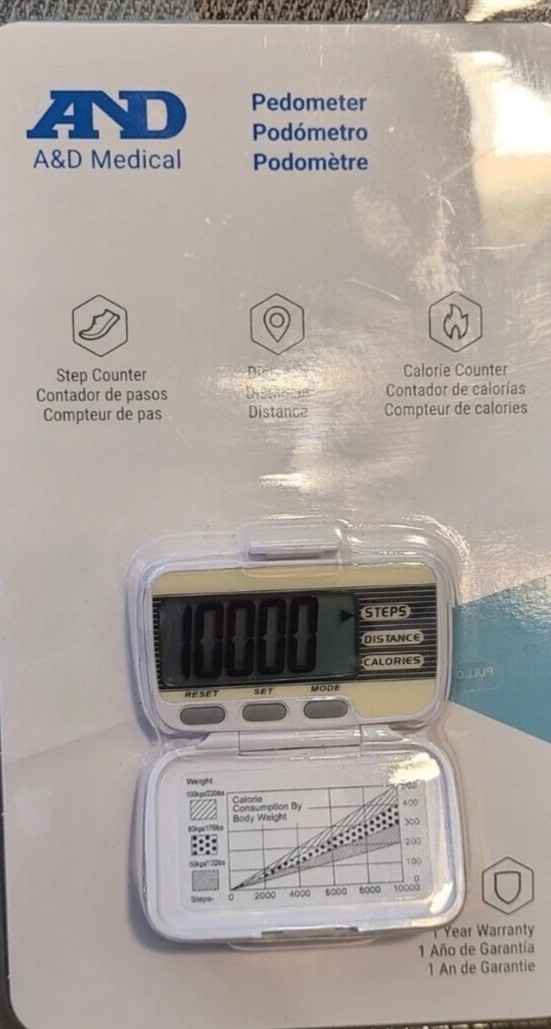 AND
A&D Medical
Pedometer
Podómetro
Podomètre
Step Counter
Contador de pasos
Compteur de pas
Distance
Calorie Counter
Contador de calorías
Compteur de calories
10000
STEPS
DISTANCE
CALORIES
RESET SET MODE
Weight
100kgs/220lbs
80kgs/176lbs
Steps-
Calorie
Consumption By
Body Weight
400
300
200
100
0
0 2000 4000 6000 8000 10000
Year Warranty
1 Año de Garantía
1 An de Garantie